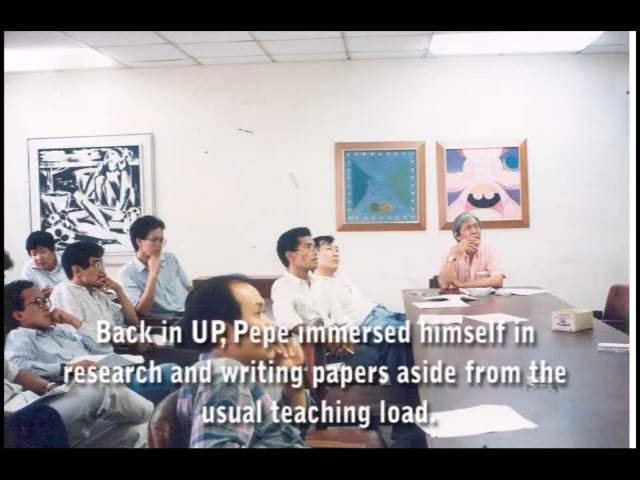 Back in UP, Pepe immersed himself in
research and writing papers aside from the
usual teaching load.